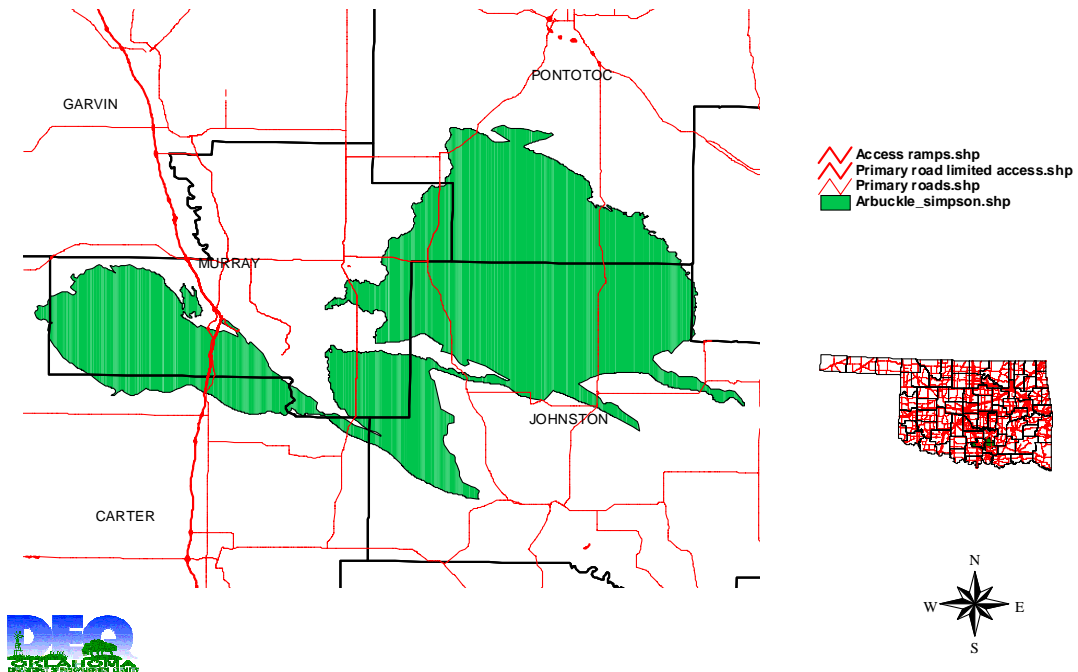 PONTOTOC
GARVIN
Access ramps.shp
Primary road limited access.shp
Primary roads.shp
Arbuckle_simpson.shp
MURRAY
JOHNSTON
CARTER
N
W
E
S
DEQ
OKLAHOMA